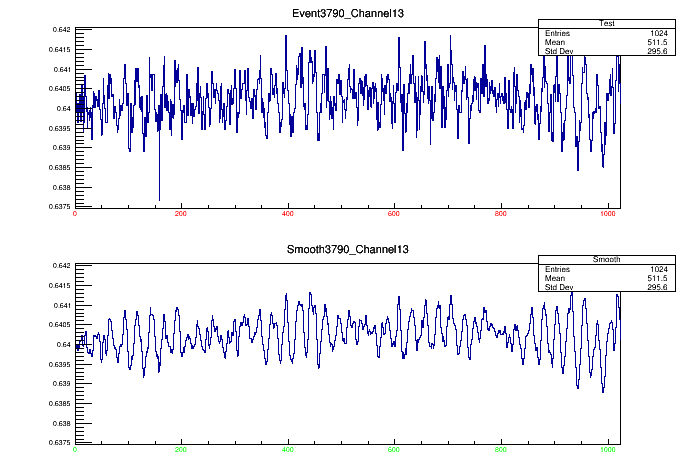 Event3790_Channel13
Test
Entries 1024
Mean 511.5
Std Dev 295.6
0.642
0.6415
0.641
0.6405
0.64
0.6395
0.639
0.6385
0.638
0.6375
0 200 400 600 800 1000
Smooth3790_Channel13
Smooth
Entries 1024
Mean 511.5
Std Dev 295.6
0.642
0.6415
0.641
0.6405
0.64
0.6395
0.639
0.6385
0.638
0.6375
0 200 400 600 800 1000